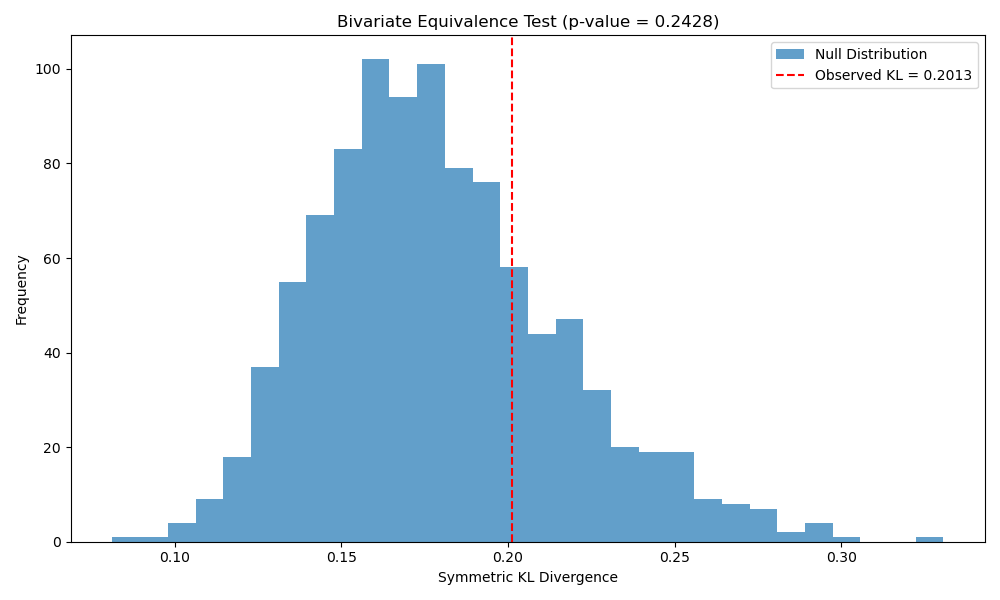 Bivariate Equivalence Test (p-value = 0.2428)
Null Distribution
Observed KL = 0.2013
Frequency
100
80
60
40
20
0
0.10
0.15
0.20
0.25
0.30
Symmetric KL Divergence